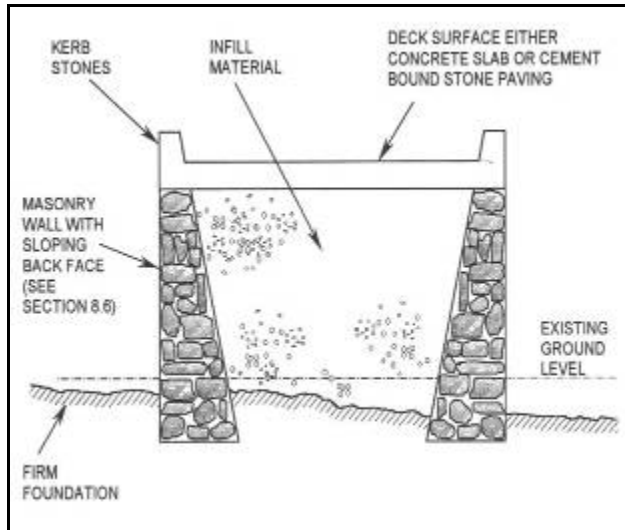 KERB
STONES
INFILL
MATERIAL
DECK SURFACE EITHER
CONCRETE SLAB OR CEMENT
BOUND STONE PAVING
MASONRY
WALL WITH
SLOPING
BACK FACE
(SEE
SECTION 8.6)
EXISTING
GROUND
LEVEL
FIRM
FOUNDATION